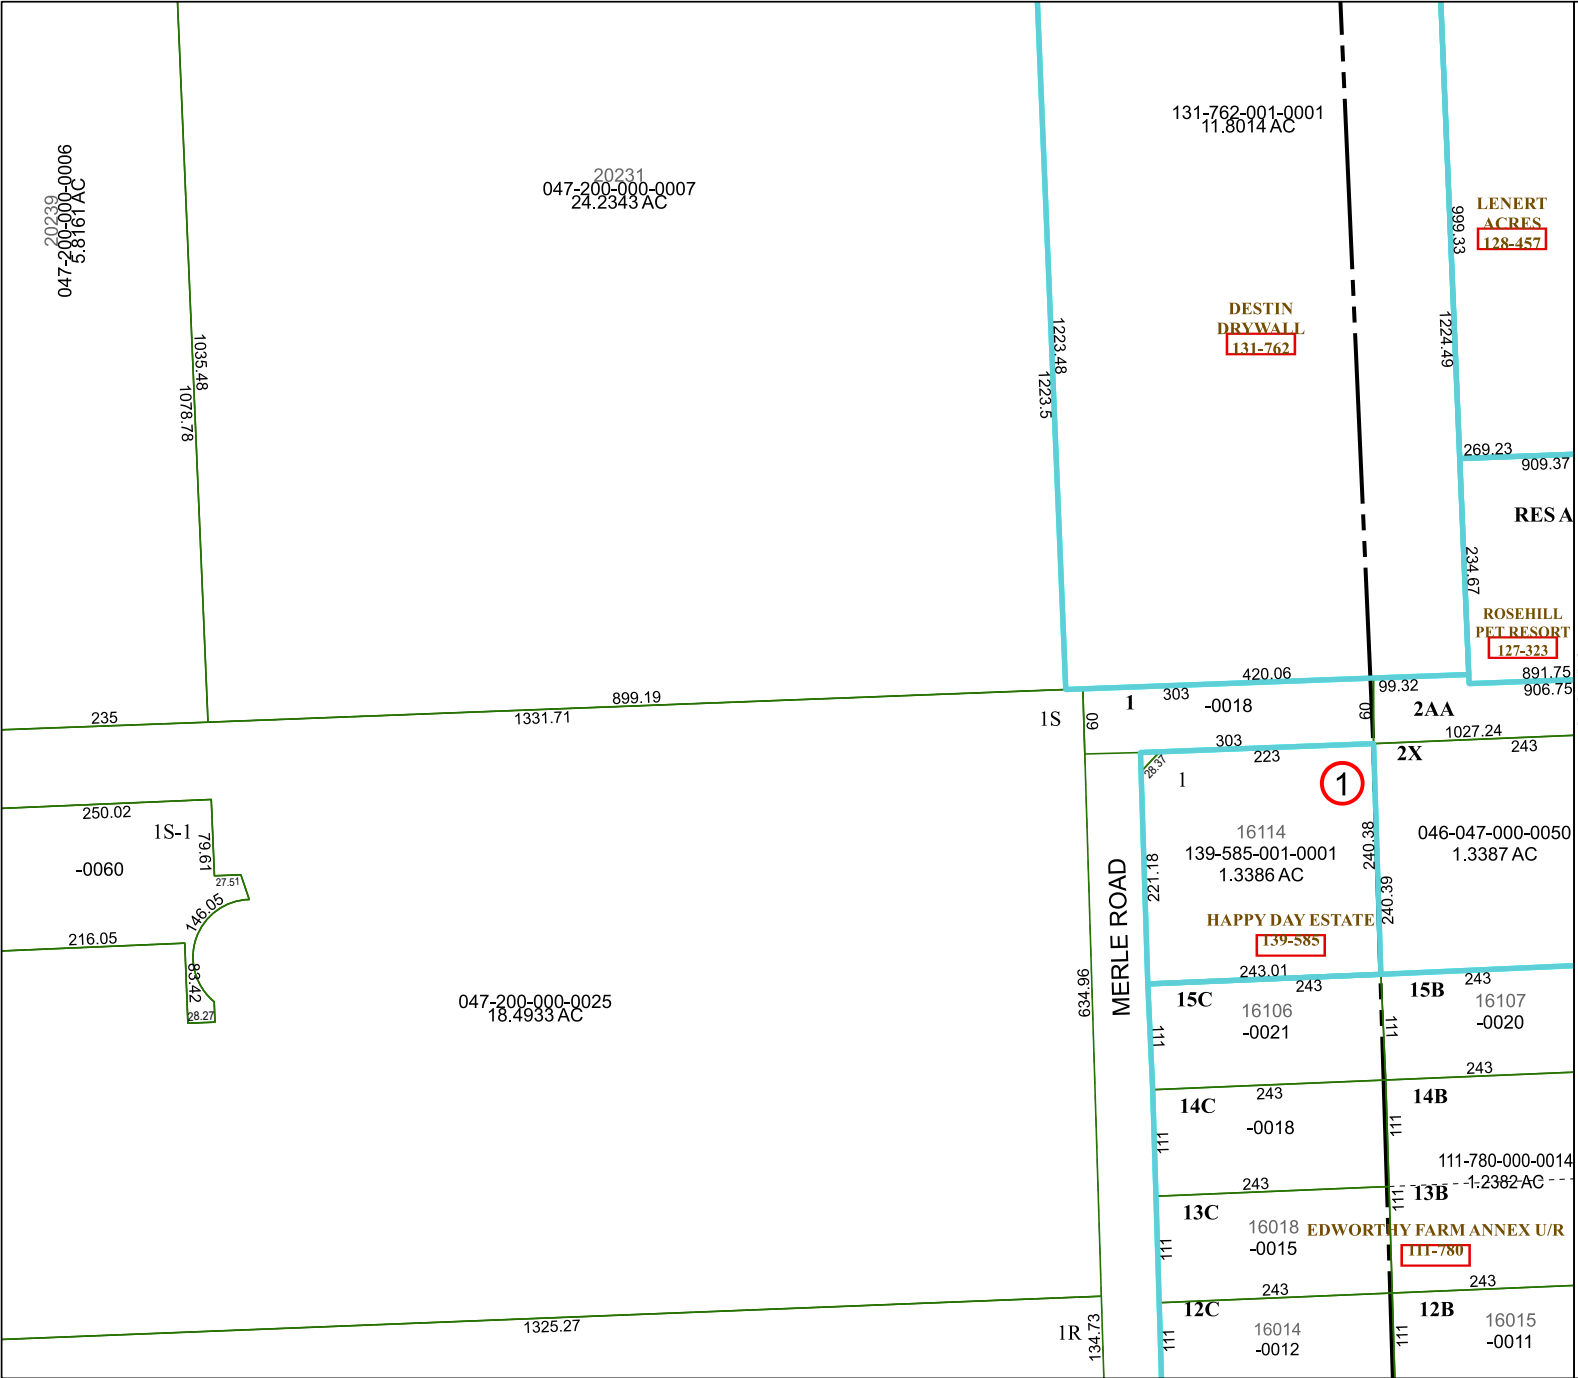 20239
047-200-000-0006
5.8161 AC
20231
047-200-000-0007
24.2343 AC
131-762-001-0001
11.8014 AC
LENERT
ACRES
128-457
999.33
DESTIN
DRYWALL
131-762
1224.49
1035.48
1078.78
1223.48
1223.5
269.23
909.37
RES A
234.67
ROSEHILL
PET RESORT
127-323
891.75
906.75
420.06
303
99.32
899.19
1331.71
235
1S
60
1
-0018
60
2AA
1027.24
243
303
223
2X
28.37
1
1
250.02
1S-1
79.61
-0060
27.51
146.05
216.05
83.42
28.27
16114
139-585-001-0001
1.3386 AC
221.18
240.38
240.39
046-047-000-0050
1.3387 AC
HAPPY DAY ESTATE
139-585
MERLE ROAD
634.96
047-200-000-0025
18.4933 AC
243.01
243
243
15C
16106
-0021
111
15B
16107
-0020
111
243
243
14C
-0018
111
14B
111
111-780-000-0014
1.2382 AC
243
13B
111
13C
16018
-0015
111
EDWORTHY FARM ANNEX U/R
111-780
243
243
12C
16014
-0012
111
12B
16015
-0011
111
1325.27
1R
134.73